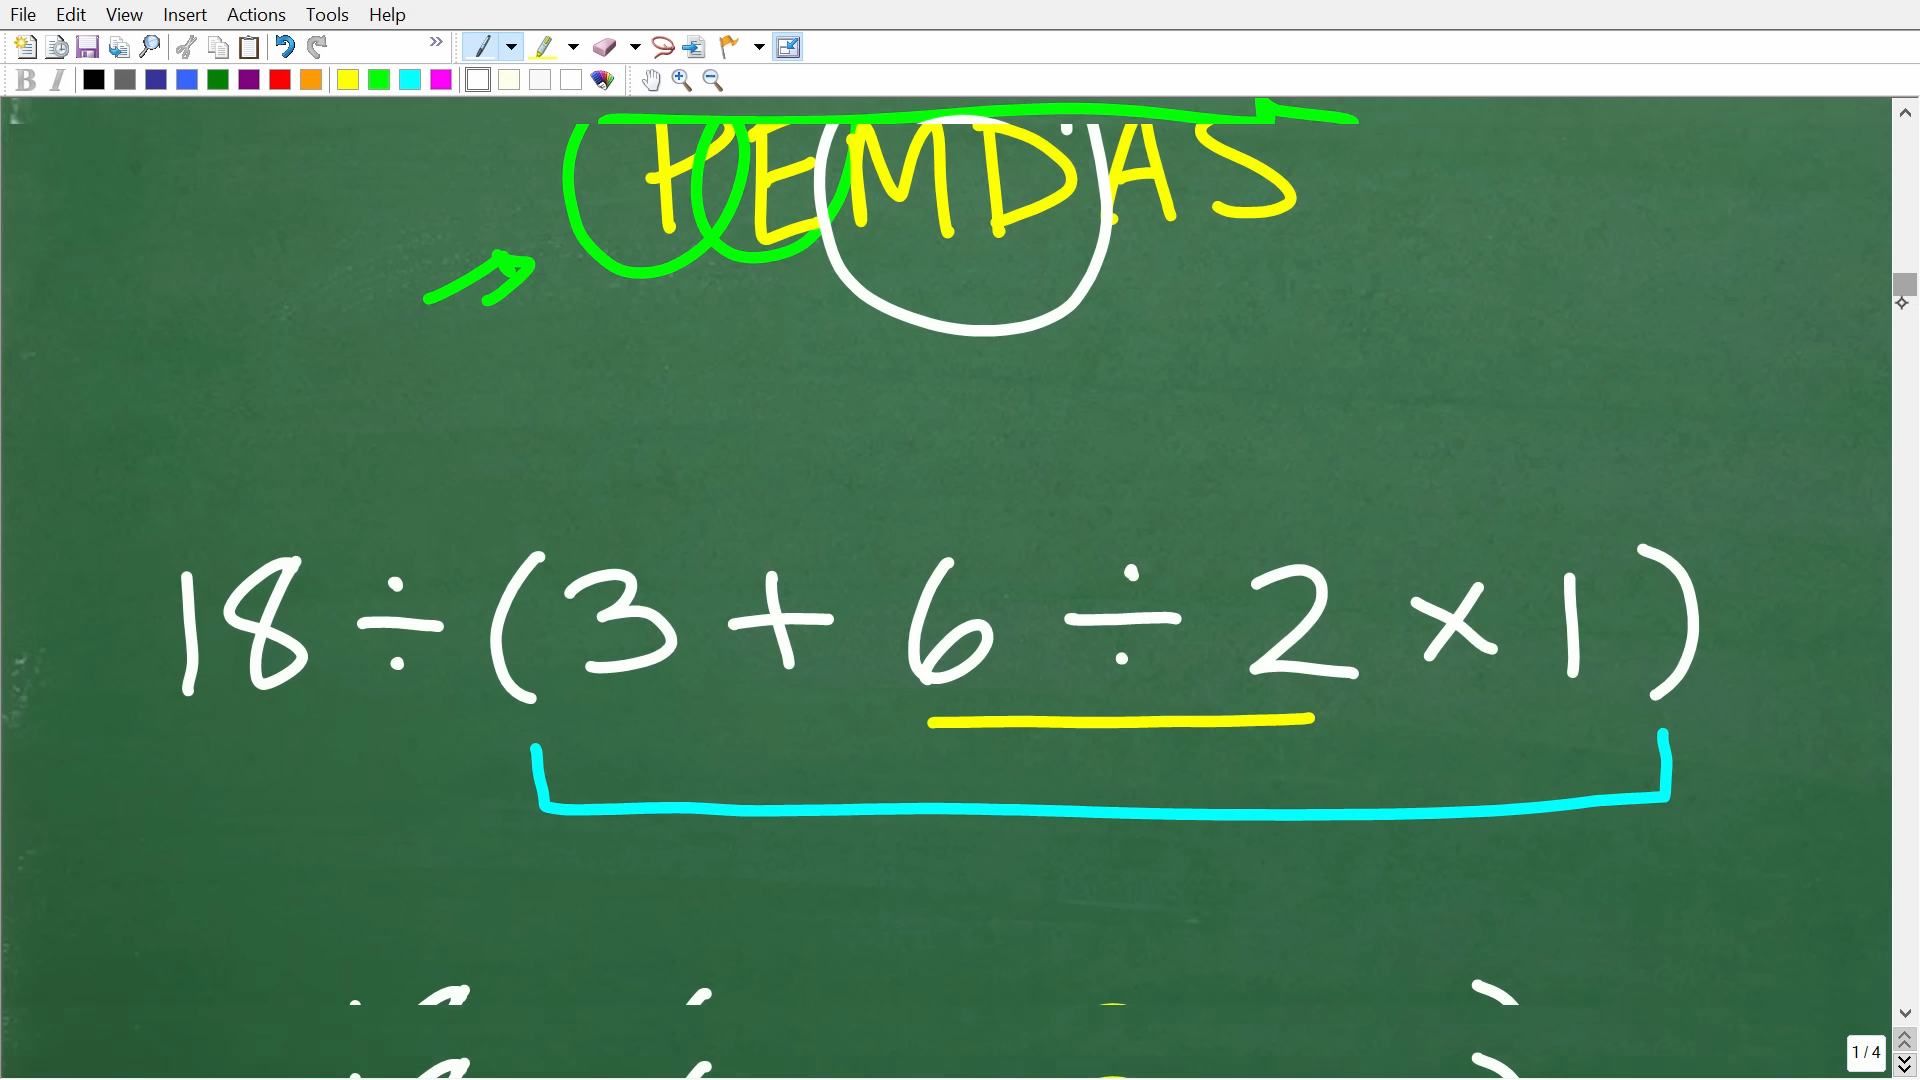 File Edit View Insert Actions Tools Help
B I
PEMDAS
18 ÷ (3 + 6 ÷ 2 × 1)
1 / 4